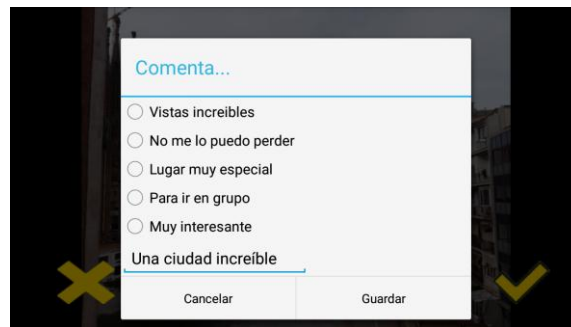 Comenta...
Vistas increibles
No me lo puedo perder
Lugar muy especial
Para ir en grupo
Muy interesante
Una ciudad increíble
Cancelar Guardar